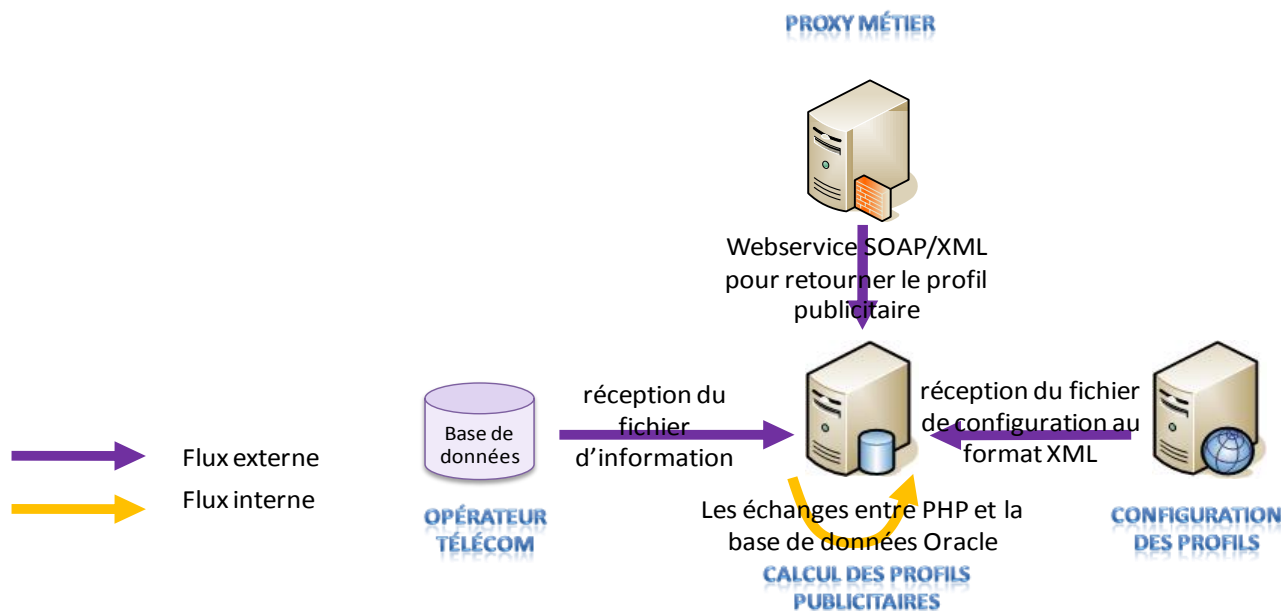 PROXY MÉTIER
Webservice SOAP/XML
pour retourner le profil
publicitaire
Base de
données
réception du
fichier
d’information
réception du fichier
de configuration au
format XML
Flux externe
Flux interne
OPÉRATEUR
TÉLÉCOM
Les échanges entre PHP et la
base de données Oracle
CONFIGURATION
DES PROFILS
CALCUL DES PROFILS
PUBLICITAIRES